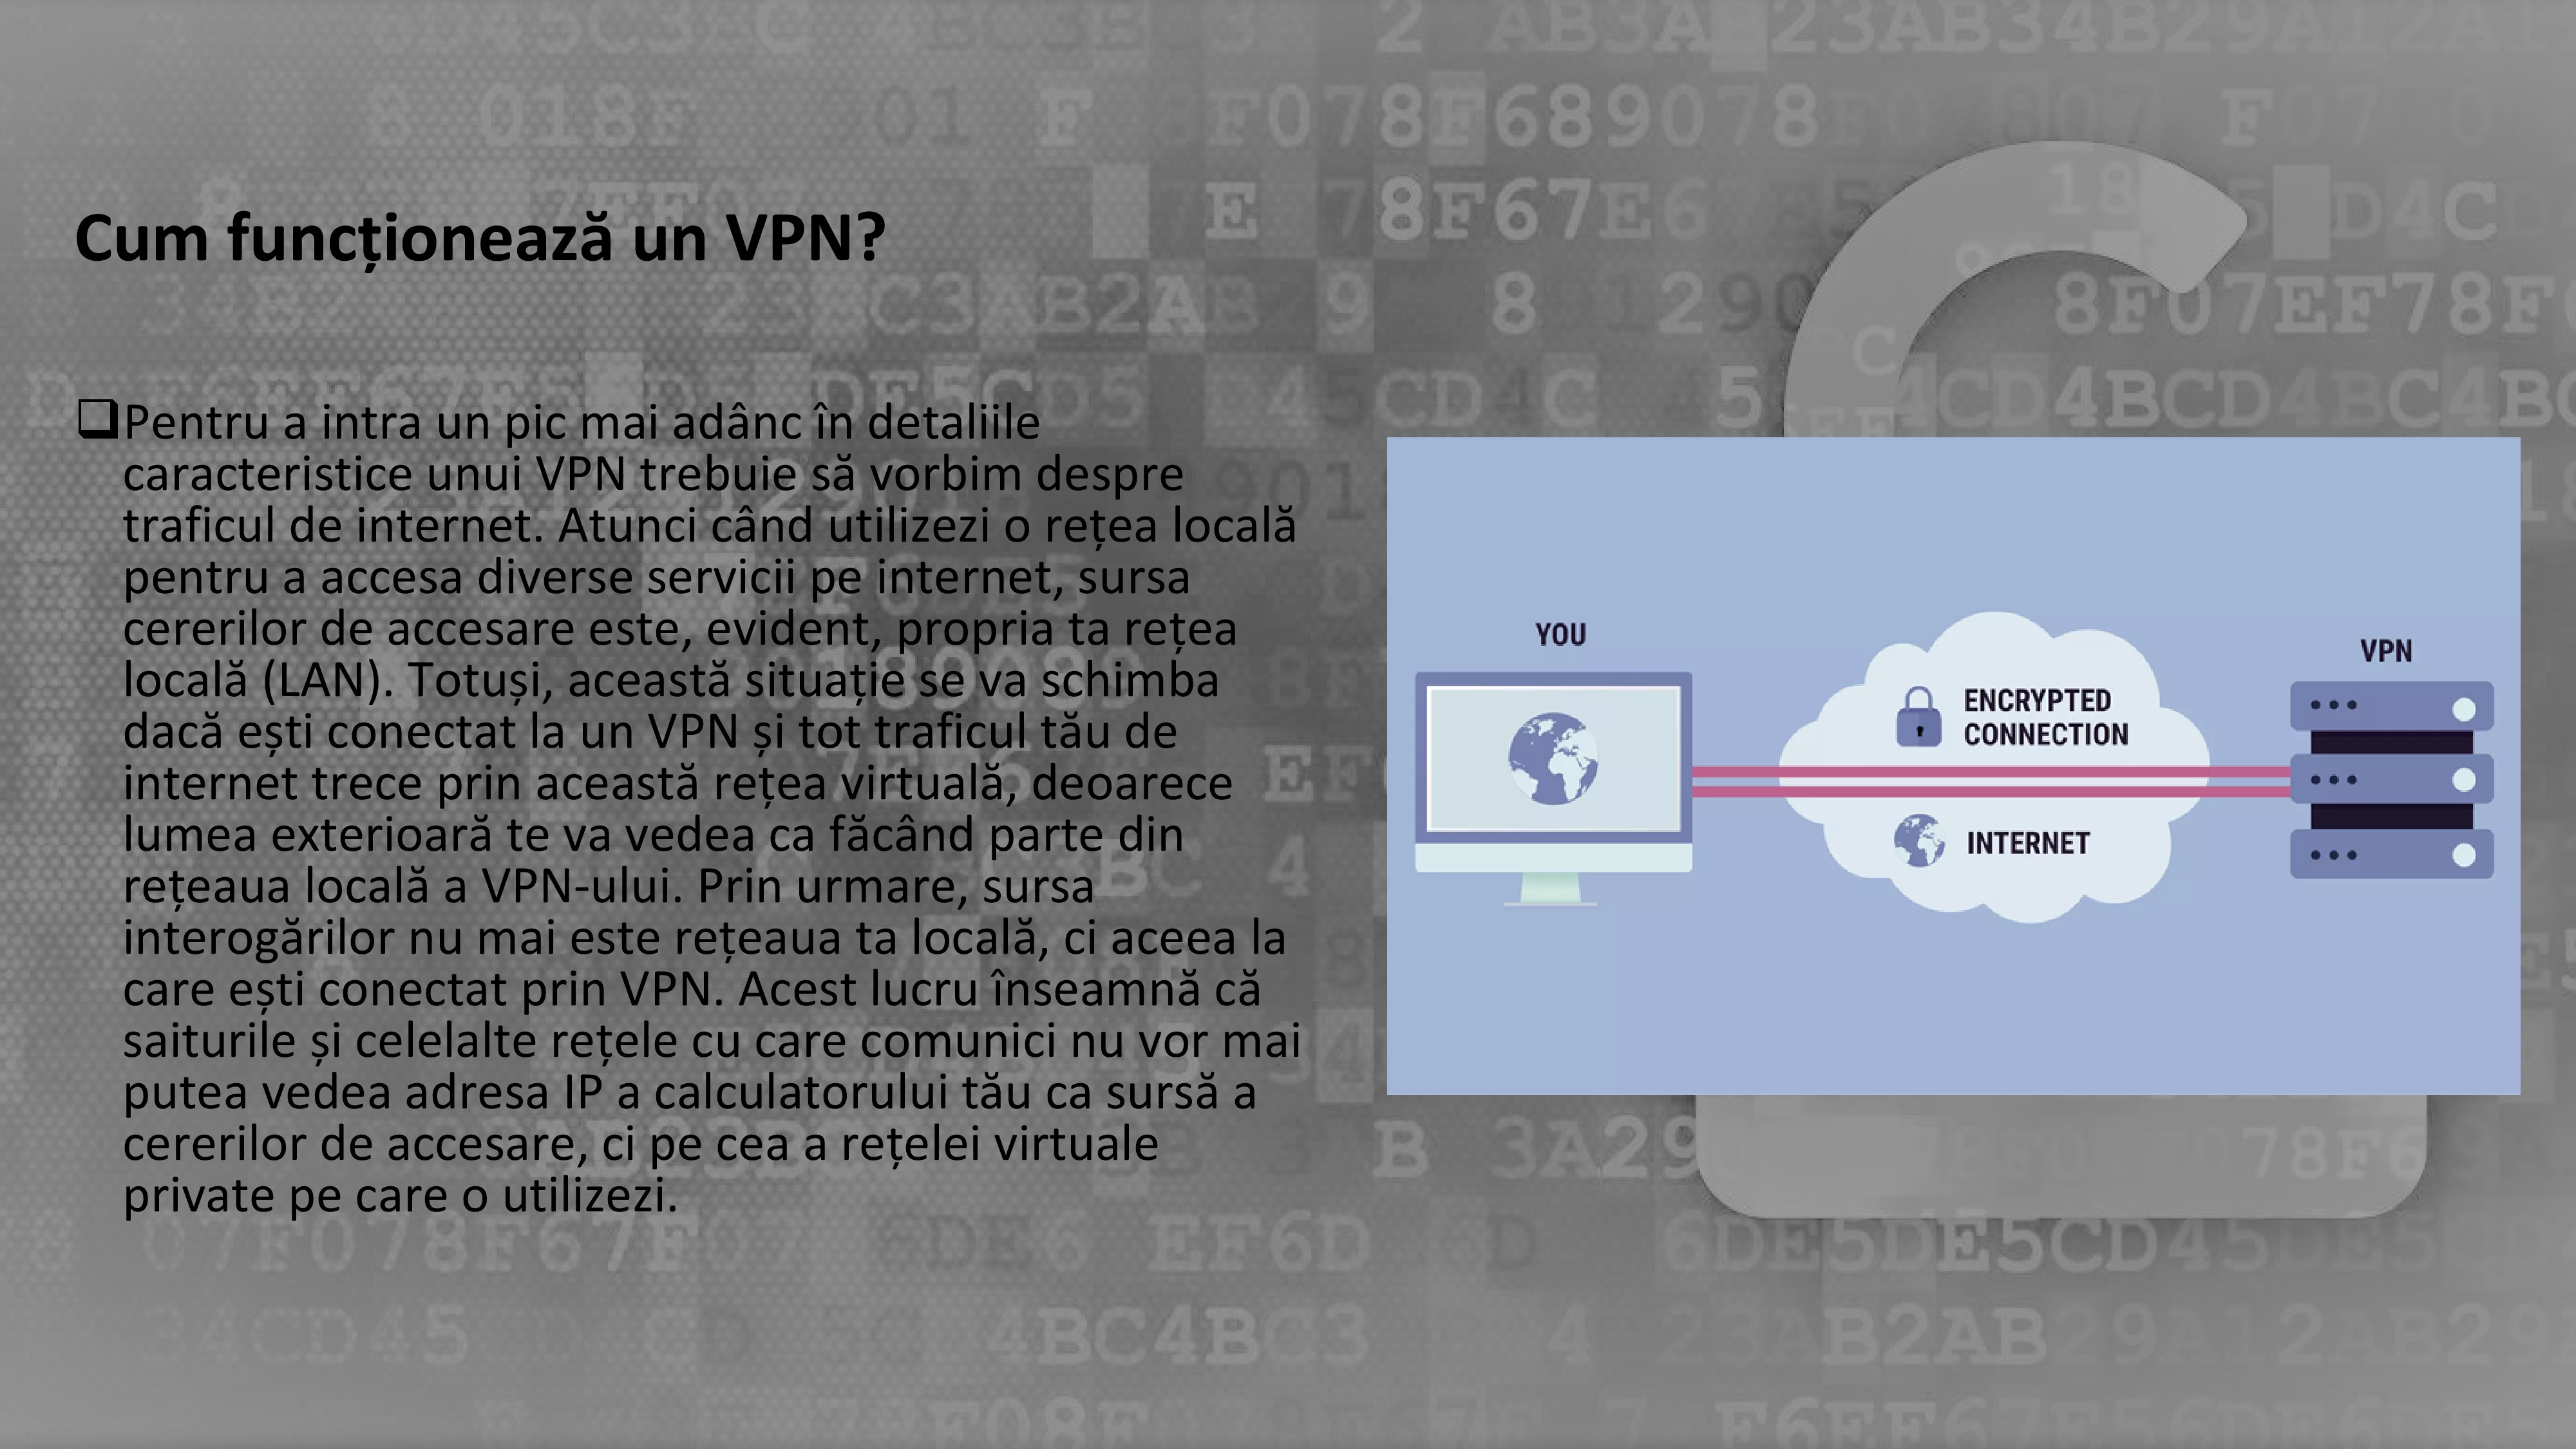 Cum funcționează un VPN?
Pentru a intra un pic mai adânc în detaliile
caracteristice unui VPN trebuie să vorbim despre
traficul de internet. Atunci când utilizezi o rețea locală
pentru a accesa diverse servicii pe internet, sursa
cererilor de accesare este, evident, propria ta rețea
locală (LAN). Totuși, această situație se va schimba
dacă ești conectat la un VPN și tot traficul tău de
internet trece prin această rețea virtuală, deoarece
lumea exterioară te va vedea ca făcând parte din
rețeaua locală a VPN-ului. Prin urmare, sursa
interogărilor nu mai este rețeaua ta locală, ci aceea la
care ești conectat prin VPN. Acest lucru înseamnă că
saiturile și celelalte rețele cu care comunici nu vor mai
putea vedea adresa IP a calculatorului tău ca sursă a
cererilor de accesare, ci pe cea a rețelei virtuale
private pe care o utilizezi.
YOU
ENCRYPTED
CONNECTION
INTERNET
VPN